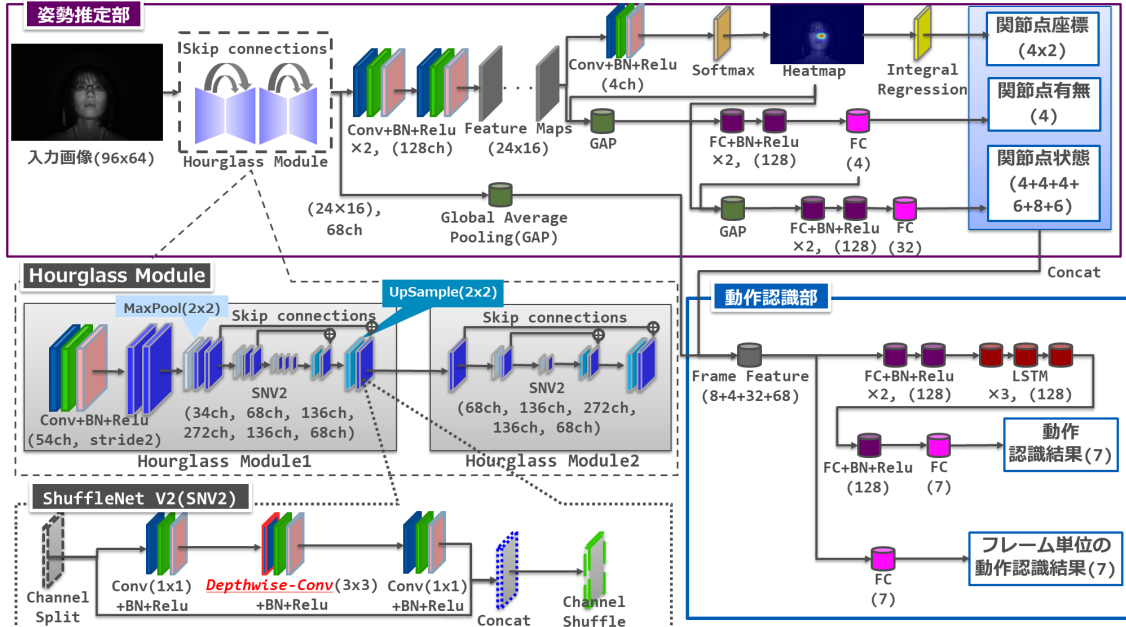 姿勢推定部
Skip connections
入力画像(96x64)
Hourglass Module
Conv+BN+Relu
×2, (128ch)
Feature Maps
(24x16)
Conv+BN+Relu
(4ch)
Softmax
Heatmap
Integral
Regression
関節点座標
(4x2)
関節点有無
(4)
関節点状態
(4+4+4+
6+8+6)
GAP
FC+BN+Relu
×2, (128)
FC
(4)
(24×16),
68ch
Global Average
Pooling(GAP)
GAP
FC+BN+Relu
×2, (128)
FC
(32)
Concat
Hourglass Module
MaxPool(2x2)
UpSample(2x2)
Skip connections
Conv+BN+Relu
(54ch, stride2)
SNV2
(34ch, 68ch, 136ch,
272ch, 136ch, 68ch)
Hourglass Module1
Skip connections
SNV2
(68ch, 136ch, 272ch,
136ch, 68ch)
Hourglass Module2
動作認識部
Frame Feature
(8+4+32+68)
FC+BN+Relu
×2, (128)
LSTM
×3, (128)
FC+BN+Relu
(128)
FC
(7)
動作
認識結果(7)
FC
(7)
フレーム単位の
動作認識結果(7)
ShuffleNet V2(SNV2)
Channel
Split
Conv(1x1)
+BN+Relu
Depthwise-Conv(3x3)
+BN+Relu
Conv(1x1)
+BN+Relu
Concat
Channel
Shuffle